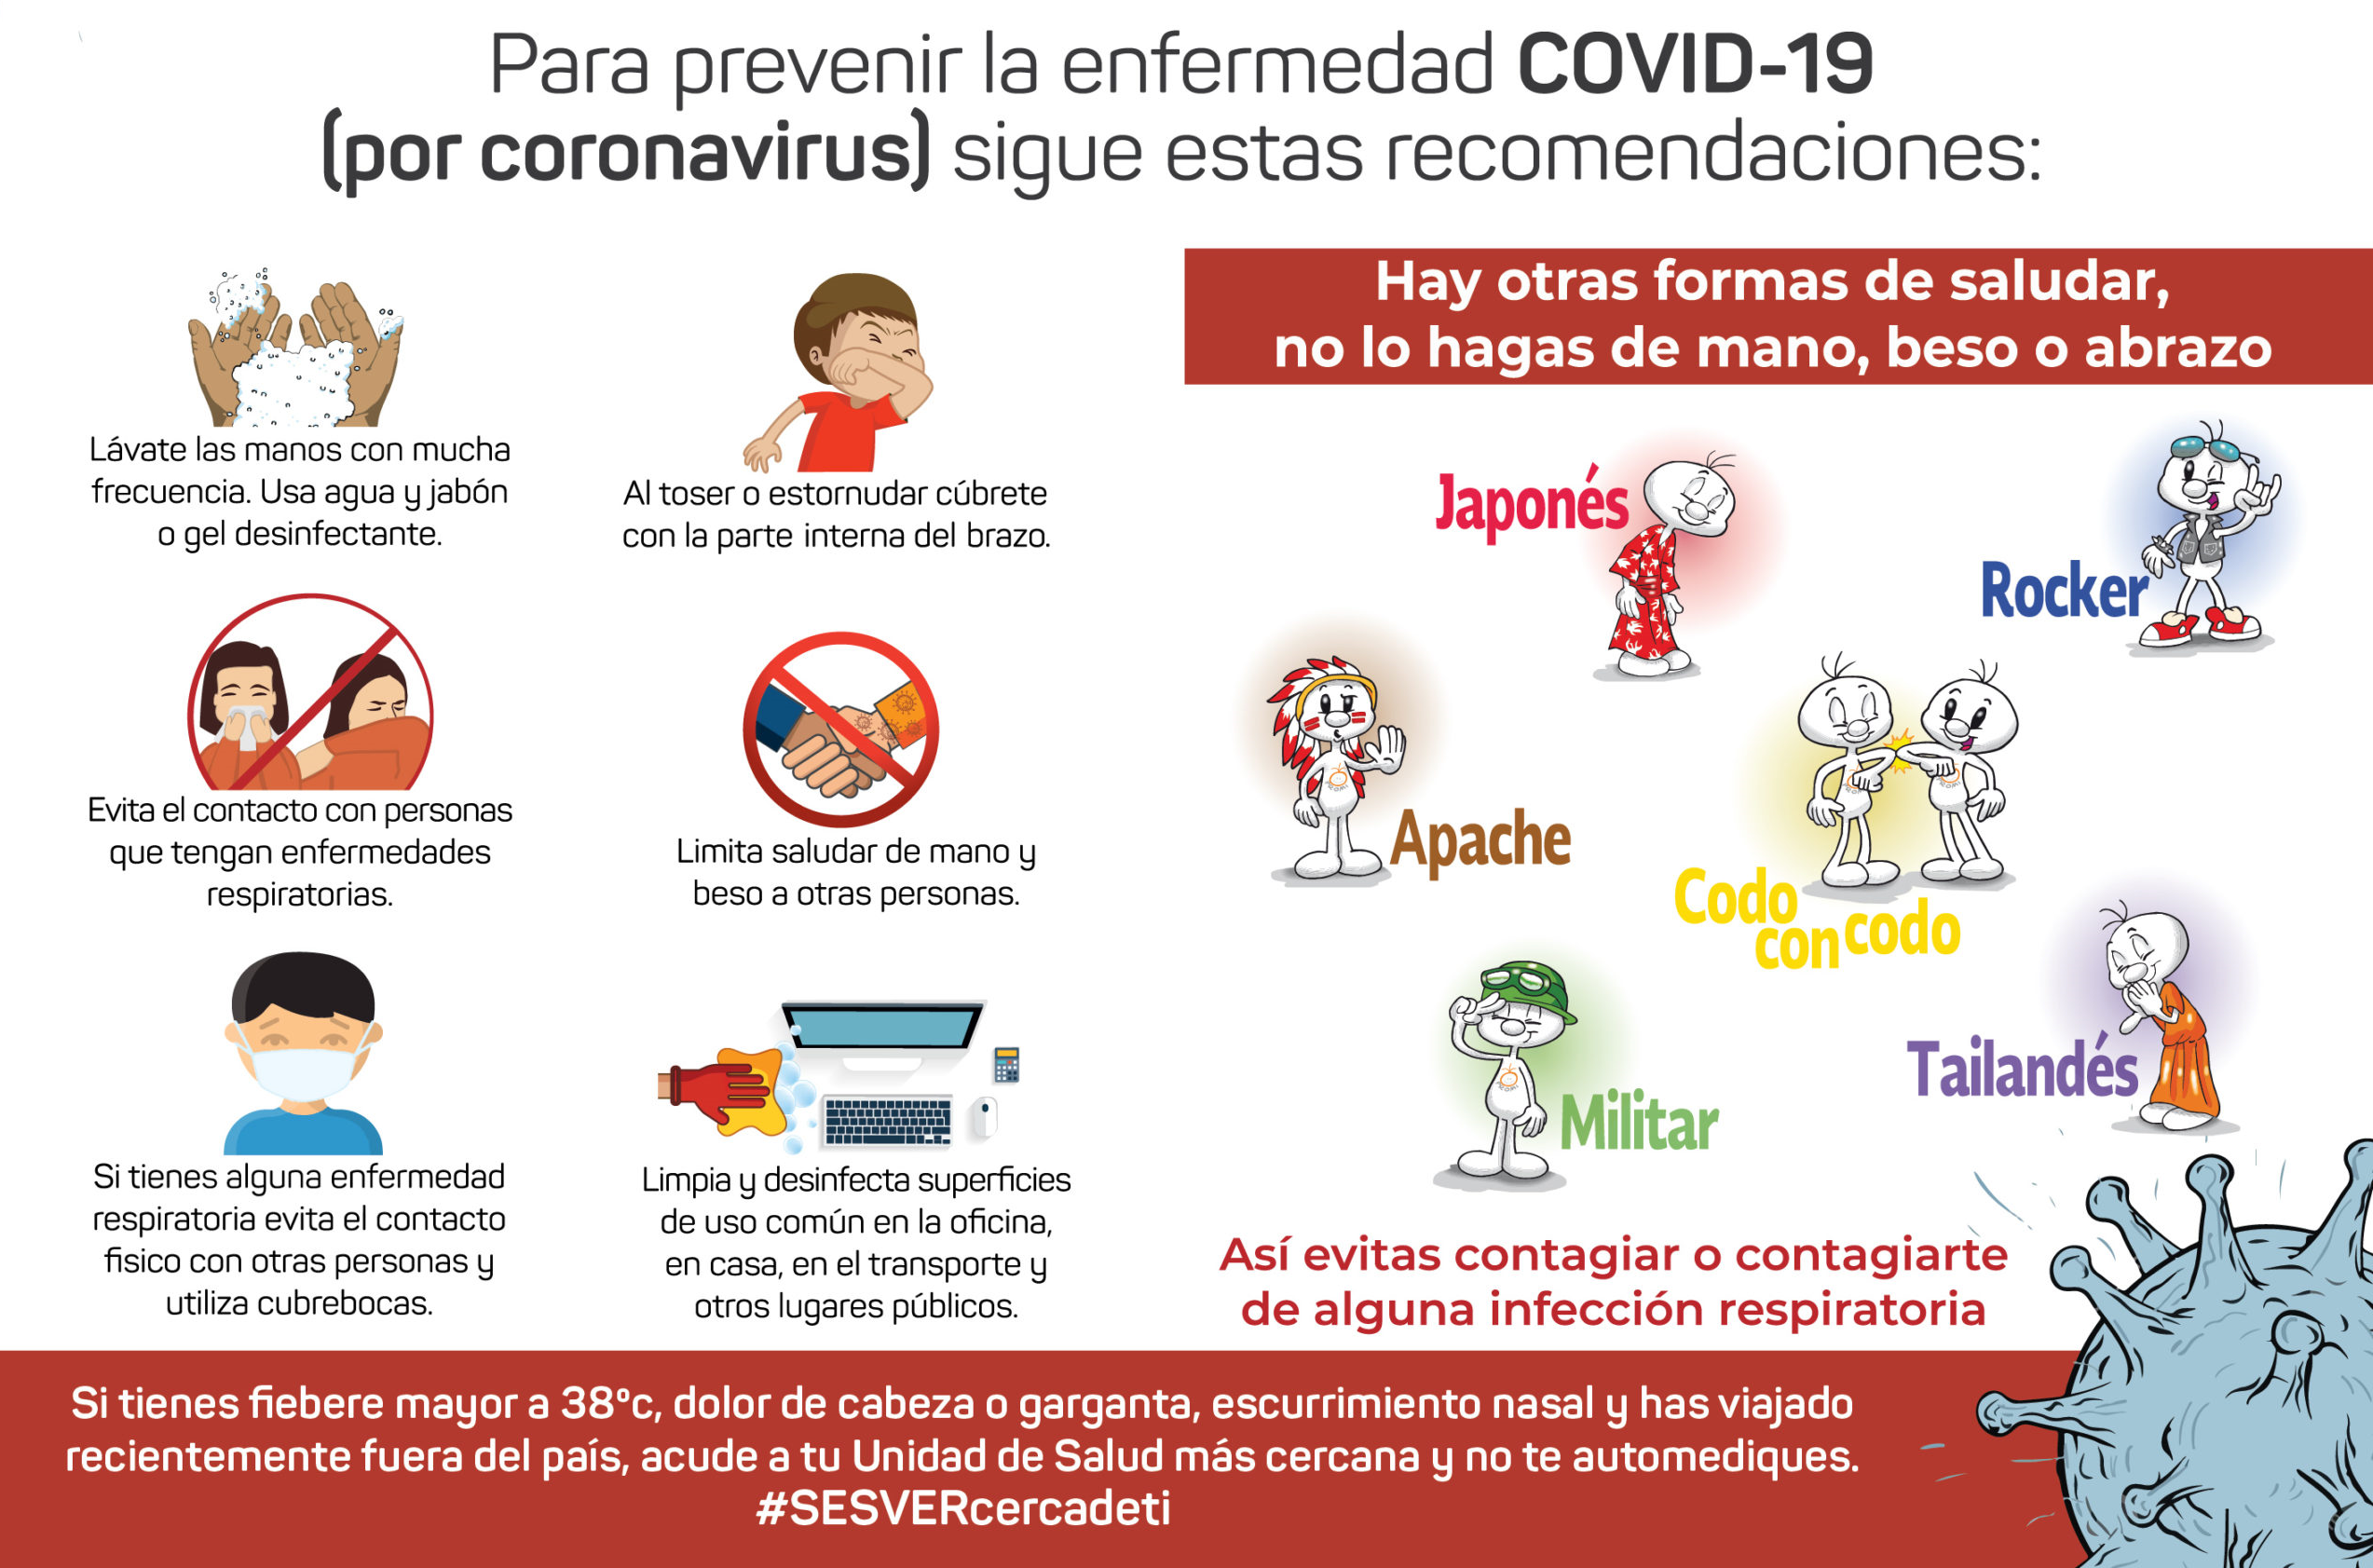 Para prevenir la enfermedad COVID-19
(por coronavirus) sigue estas recomendaciones:
Lávate las manos con mucha
frecuencia. Usa agua y jabón
o gel desinfectante.
Al toser o estornudar cúbrete
con la parte interna del brazo.
Evita el contacto con personas
que tengan enfermedades
respiratorias.
Limita saludar de mano y
beso a otras personas.
Si tienes alguna enfermedad
respiratoria evita el contacto
fisico con otras personas y
utiliza cubrebocas.
Limpia y desinfecta superficies
de uso común en la oficina,
en casa, en el transporte y
otros lugares públicos.
Hay otras formas de saludar,
no lo hagas de mano, beso o abrazo
Japonés
Rocker
Apache
Codo
con codo
Militar
Tailandés
Así evitas contagiar o contagiarte
de alguna infección respiratoria
Si tienes fiebere mayor a 38ºc, dolor de cabeza o garganta, escurrimiento nasal y has viajado
recientemente fuera del país, acude a tu Unidad de Salud más cercana y no te automediques.
#SESVERcercadeti